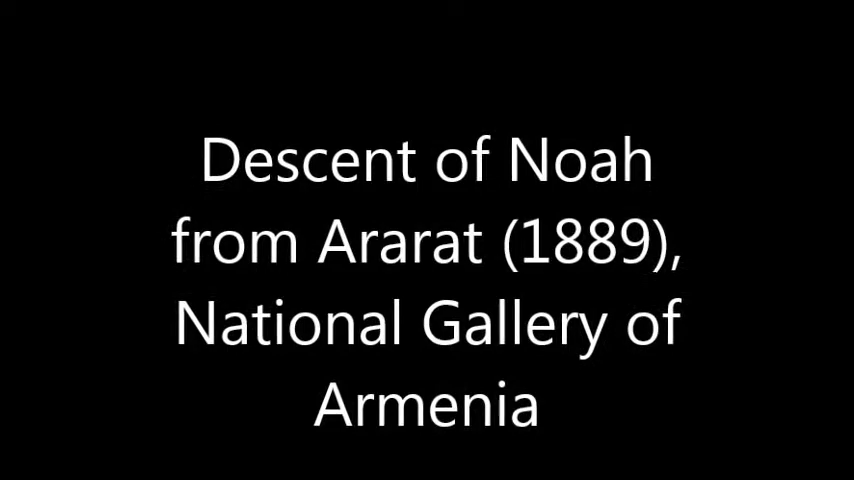 Descent of Noah
from Ararat (1889),
National Gallery of
Armenia